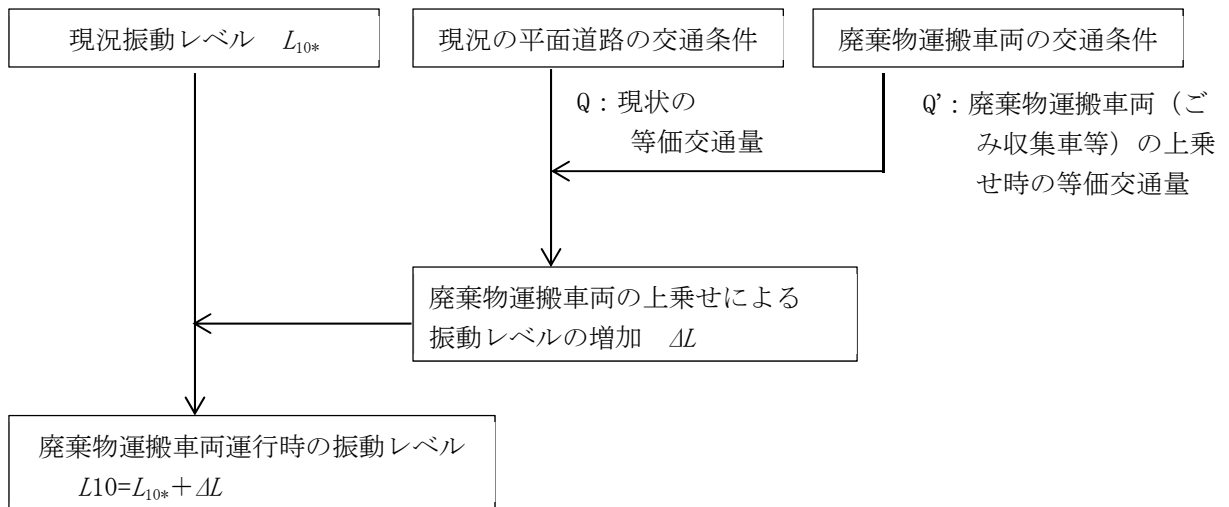 現況振動レベル L10*
現況の平面道路の交通条件
廃棄物運搬車両の交通条件
Q：現状の
等価交通量
Q’：廃棄物運搬車両（ご
み収集車等）の上乗
せ時の等価交通量
廃棄物運搬車両の上乗せによる
振動レベルの増加 ΔL
廃棄物運搬車両運行時の振動レベル
L10=L10*＋ΔL